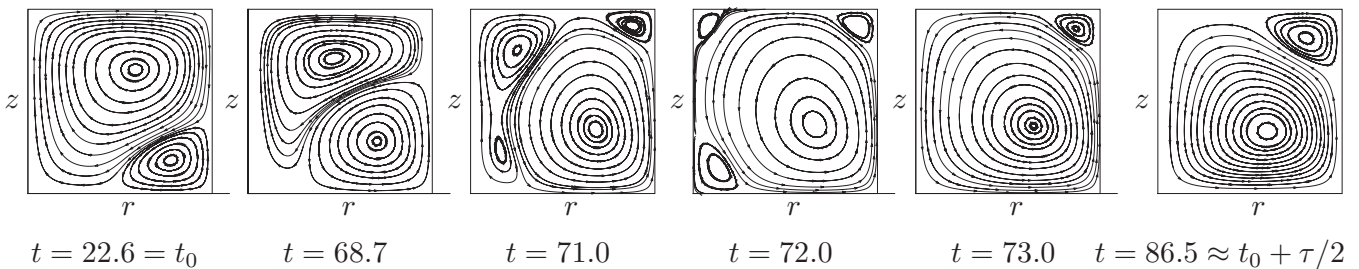 z z z z z z
r r r r r r
t = 22.6 = t₀ t = 68.7 t = 71.0 t = 72.0 t = 73.0 t = 86.5 ≈ t₀ + τ/2